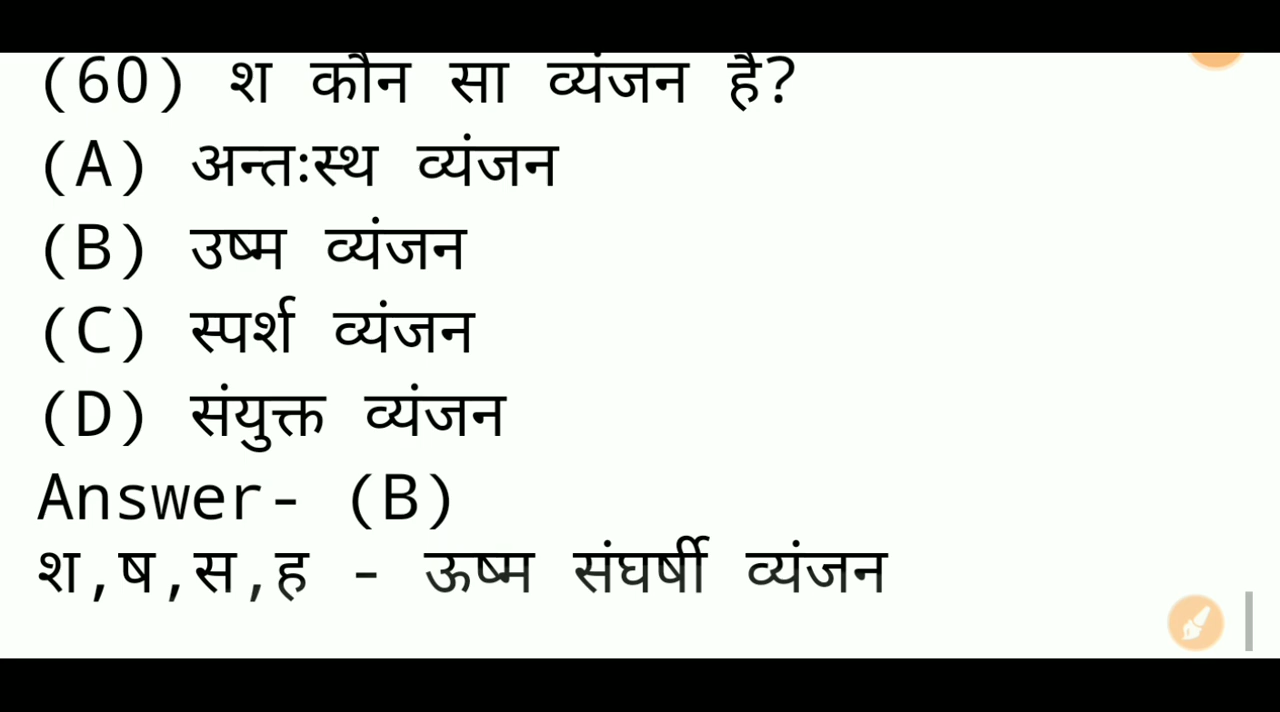 (60) श कौन सा व्यंजन है?
(A) अन्तःस्थ व्यंजन
(B) उष्म व्यंजन
(C) स्पर्श व्यंजन
(D) संयुक्त व्यंजन
Answer- (B)
श,ष,स,ह - ऊष्म संघर्षी व्यंजन